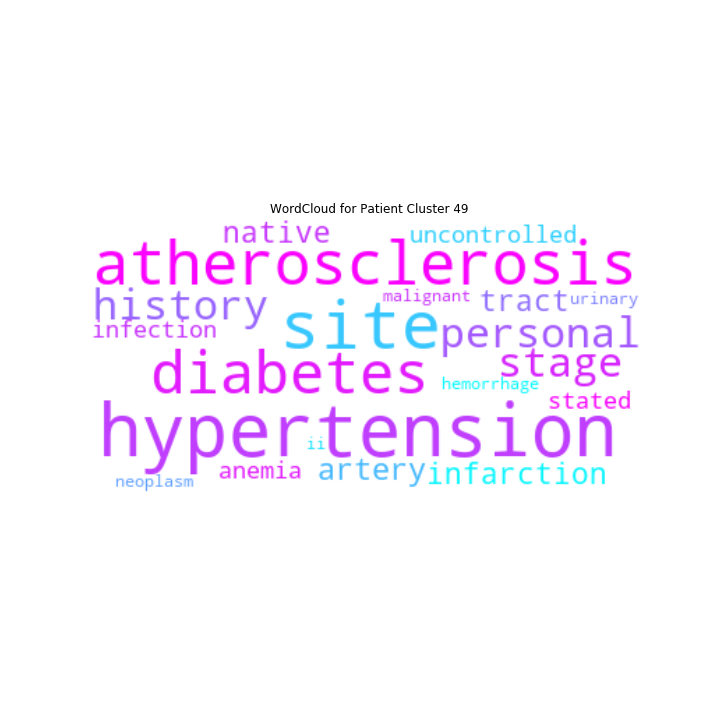 WordCloud for Patient Cluster 49
native uncontrolled
atherosclerosis
history malignant tract urinary
infection site personal
diabetes stage
hemorrhage stated
hypertension
ii
anemia artery infarction
neoplasm